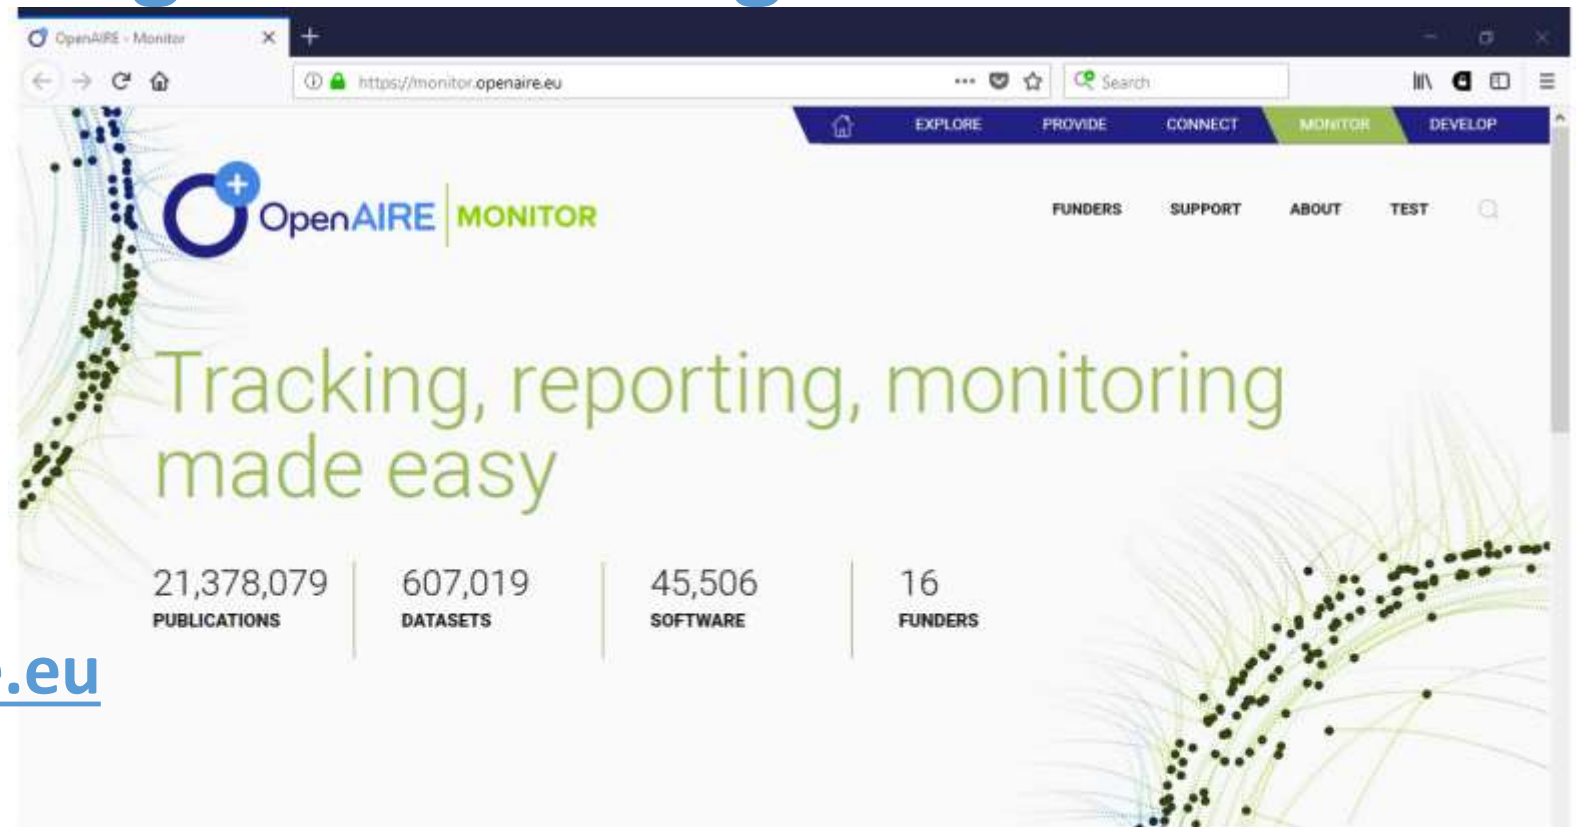 OpenAIRE - Monitor
https://monitor.openaire.eu
Search
EXPLORE PROVIDE CONNECT MONITOR DEVELOP
OpenAIRE MONITOR
FUNDERS SUPPORT ABOUT TEST
Tracking, reporting, monitoring
made easy
21,378,079 607,019 45,506 16
PUBLICATIONS DATASETS SOFTWARE FUNDERS
.eu